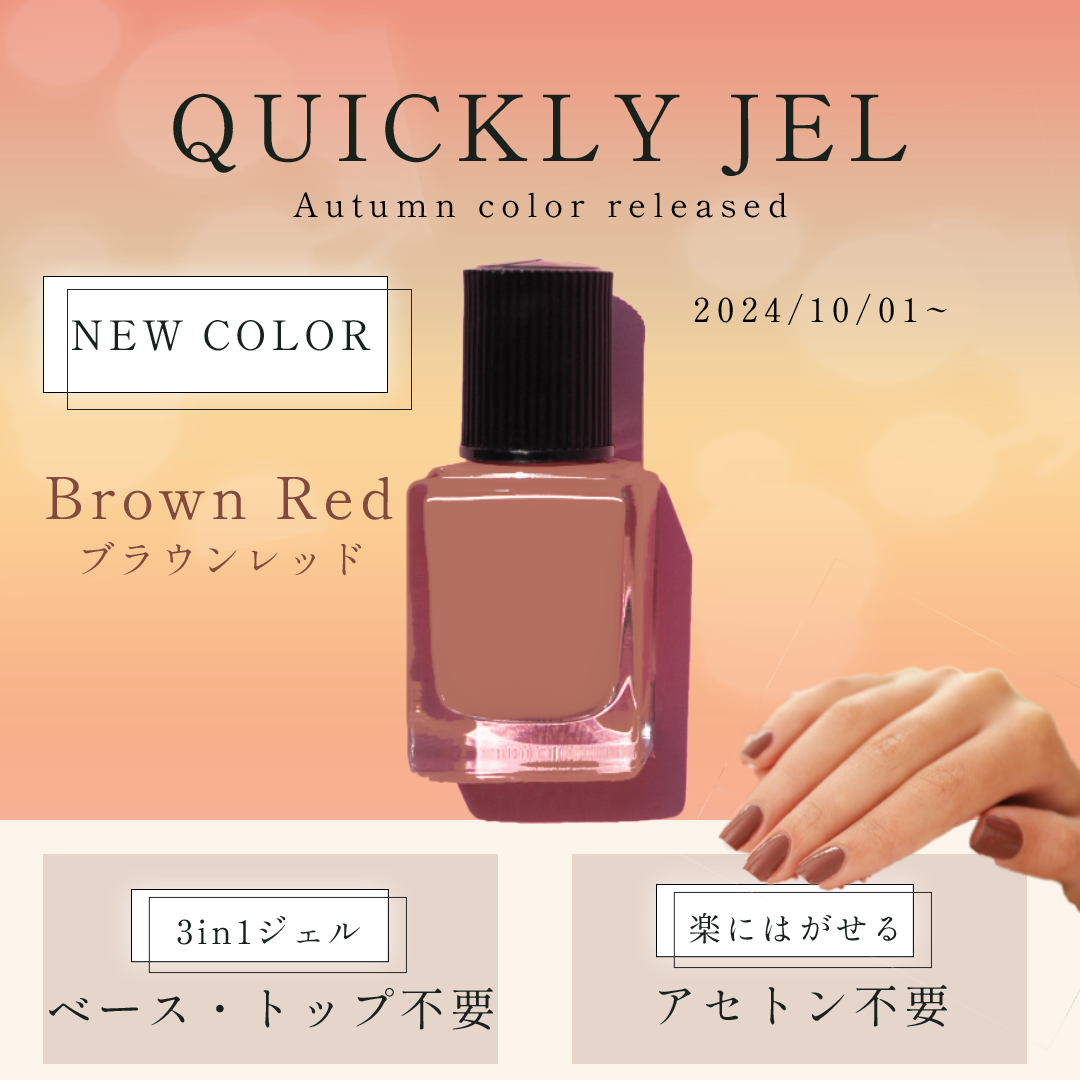 QUICKLY JEL
Autumn color released
NEW COLOR
2024/10/01~
Brown Red
ブラウンレッド
3in1ジェル
ベース・トップ不要
楽にはがせる
アセトン不要